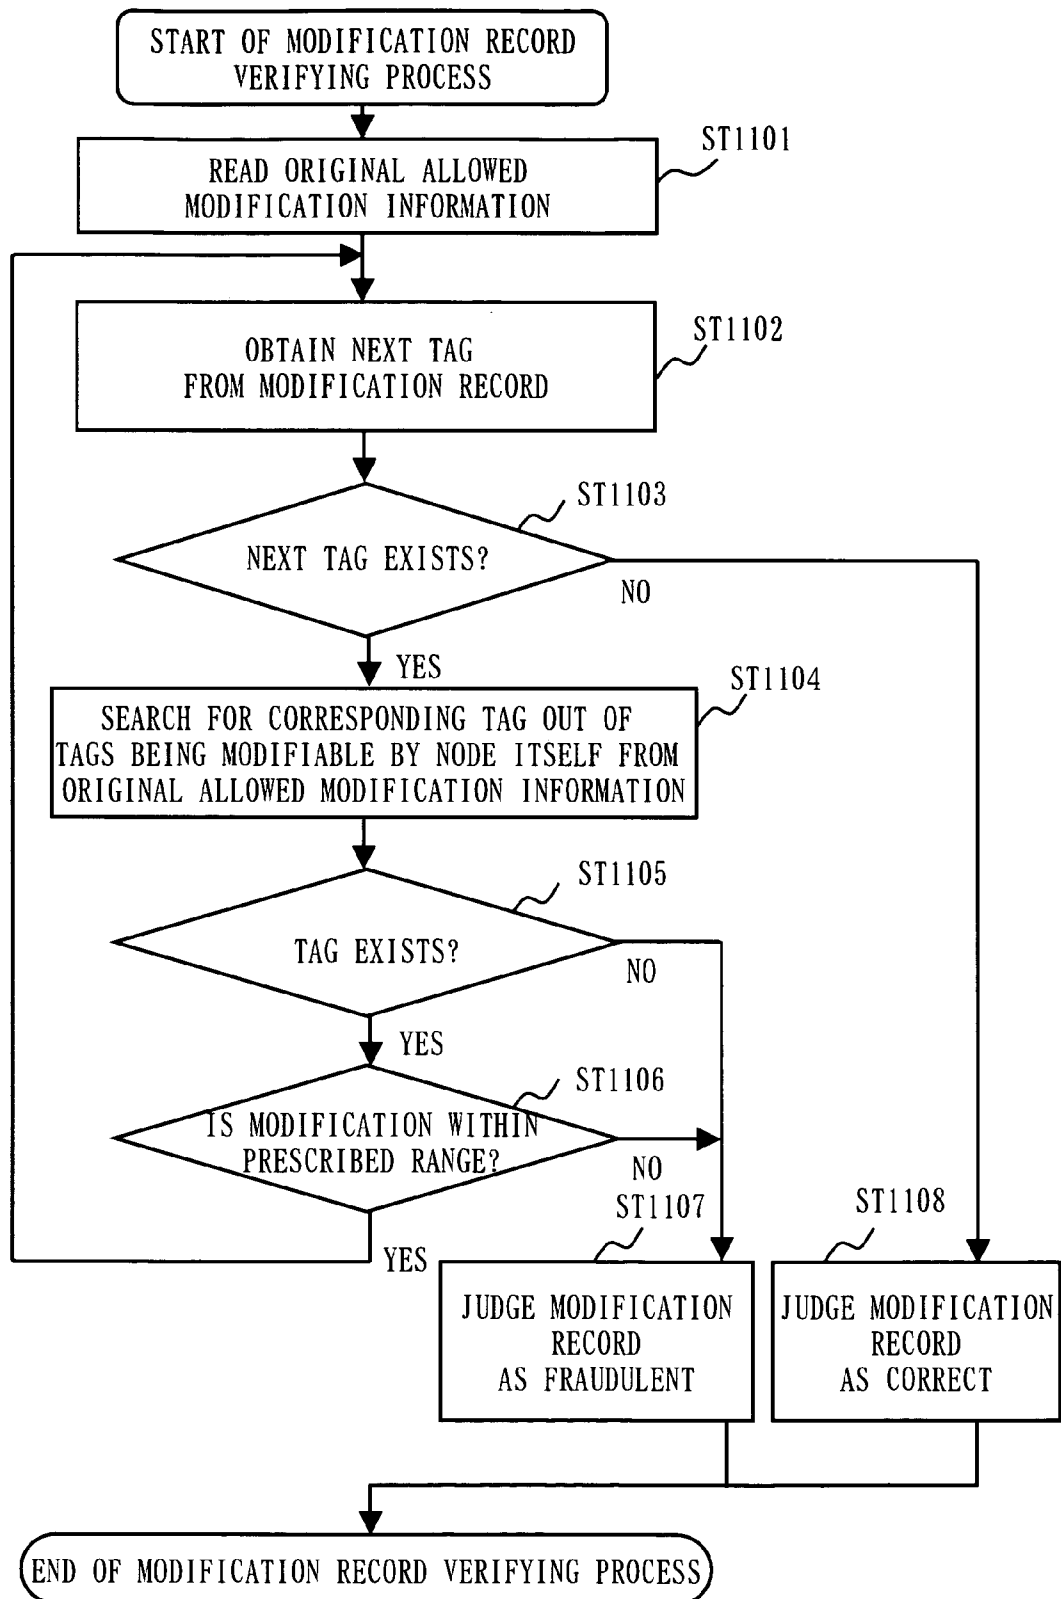 START OF MODIFICATION RECORD
VERIFYING PROCESS
ST1101
READ ORIGINAL ALLOWED
MODIFICATION INFORMATION
ST1102
OBTAIN NEXT TAG
FROM MODIFICATION RECORD
ST1103
NEXT TAG EXISTS?
NO
YES
ST1104
SEARCH FOR CORRESPONDING TAG OUT OF
TAGS BEING MODIFIABLE BY NODE ITSELF FROM
ORIGINAL ALLOWED MODIFICATION INFORMATION
ST1105
TAG EXISTS?
NO
YES
ST1106
IS MODIFICATION WITHIN
PRESCRIBED RANGE?
NO
YES
ST1107
JUDGE MODIFICATION
RECORD
AS FRAUDULENT
ST1108
JUDGE MODIFICATION
RECORD
AS CORRECT
END OF MODIFICATION RECORD VERIFYING PROCESS